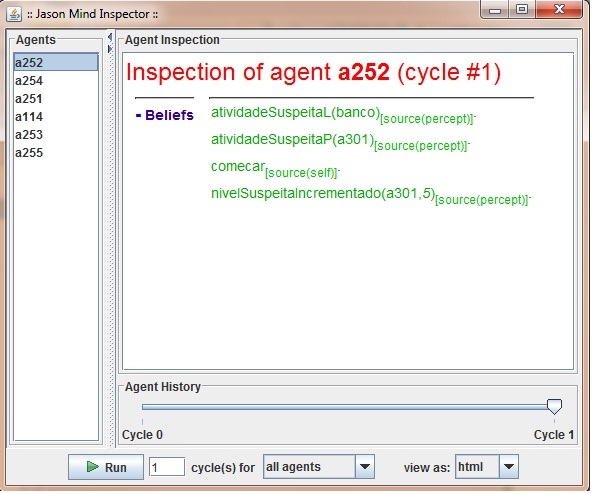 :: Jason Mind Inspector ::
Agents
a252
a254
a251
a114
a253
a255
Agent Inspection
Inspection of agent a252 (cycle #1)
- Beliefs
atividadeSuspeitaL(banco)[source(percept)].
atividadeSuspeitaP(a301)[source(percept)].
comecar[source(self)].
nivelSuspeitaIncrementado(a301,5)[source(percept)].
Agent History
Cycle 0 Cycle 1
Run 1 cycle(s) for all agents view as: html